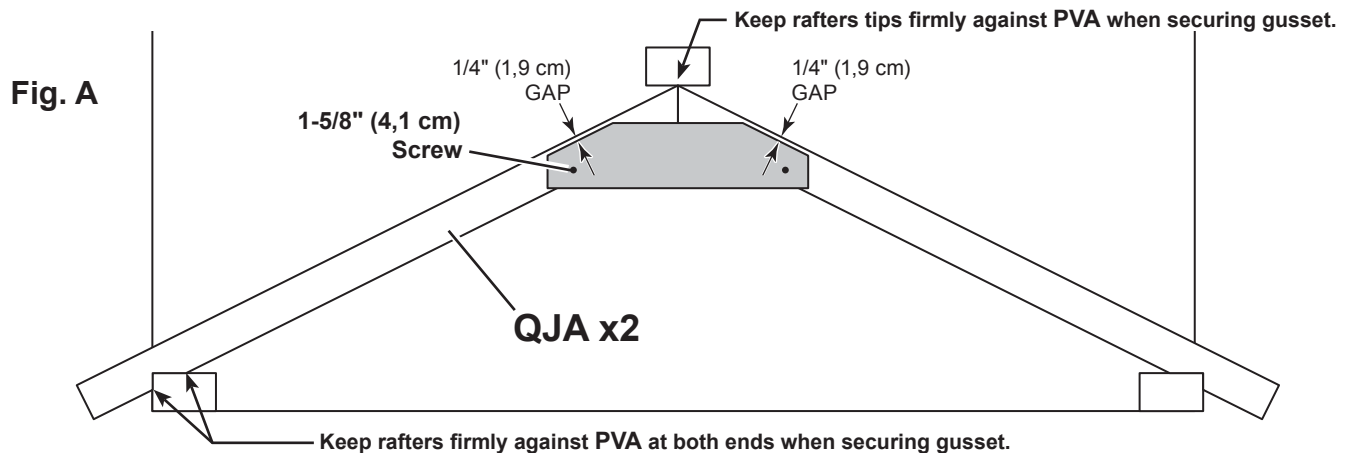 Keep rafters tips firmly against PVA when securing gusset.
Fig. A
1/4" (1,9 cm)
GAP
1/4" (1,9 cm)
GAP
1-5/8" (4,1 cm)
Screw
QJA x2
Keep rafters firmly against PVA at both ends when securing gusset.